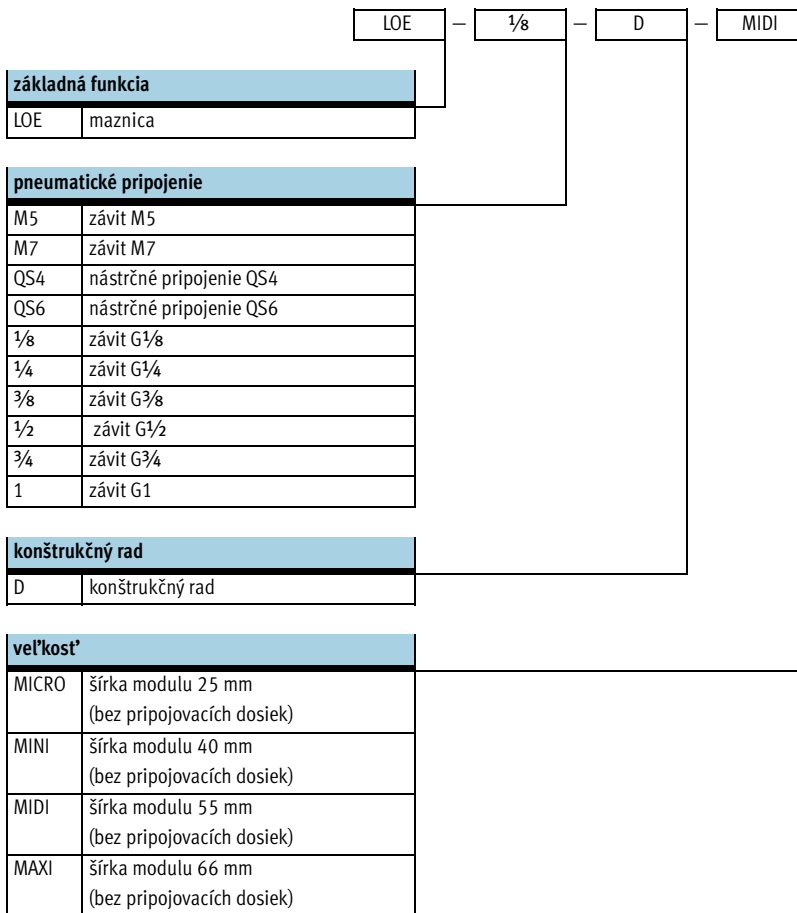 LOE – ⅛ – D – MIDI
základná funkcia
LOE maznica
pneumatické pripojenie
M5 závit M5
M7 závit M7
QS4 nástrčné pripojenie QS4
QS6 nástrčné pripojenie QS6
⅛ závit G⅛
¼ závit G¼
⅜ závit G⅜
½ závit G½
¾ závit G¾
1 závit G1
konštrukčný rad
D konštrukčný rad
veľkosť
MICRO šírka modulu 25 mm
(bez pripojovacích dosiek)
MINI šírka modulu 40 mm
(bez pripojovacích dosiek)
MIDI šírka modulu 55 mm
(bez pripojovacích dosiek)
MAXI šírka modulu 66 mm
(bez pripojovacích dosiek)